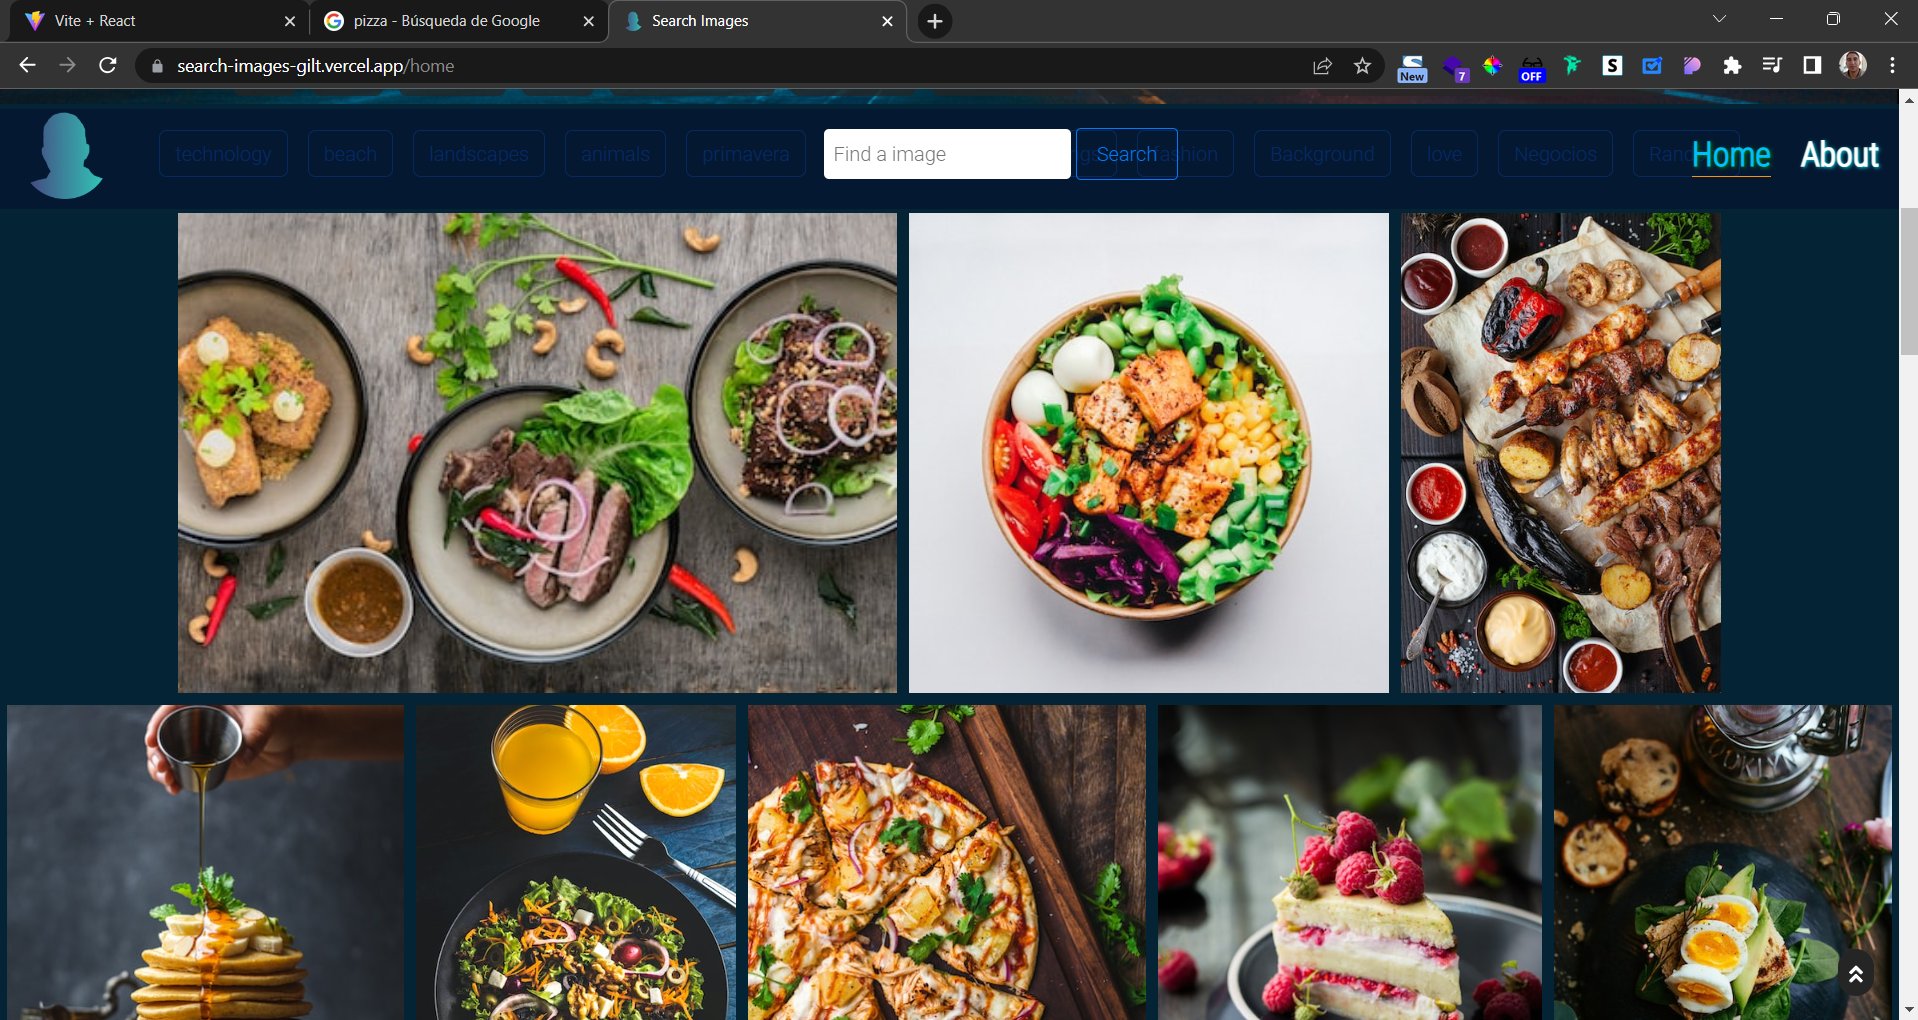 Vite + React
pizza - Búsqueda de Google
Search Images
search-images-gilt.vercel.app/home
New
7
OFF
S
technology
beach
landscapes
animals
primavera
Find a image
Search
fashion
Background
love
Negocios
Home
About